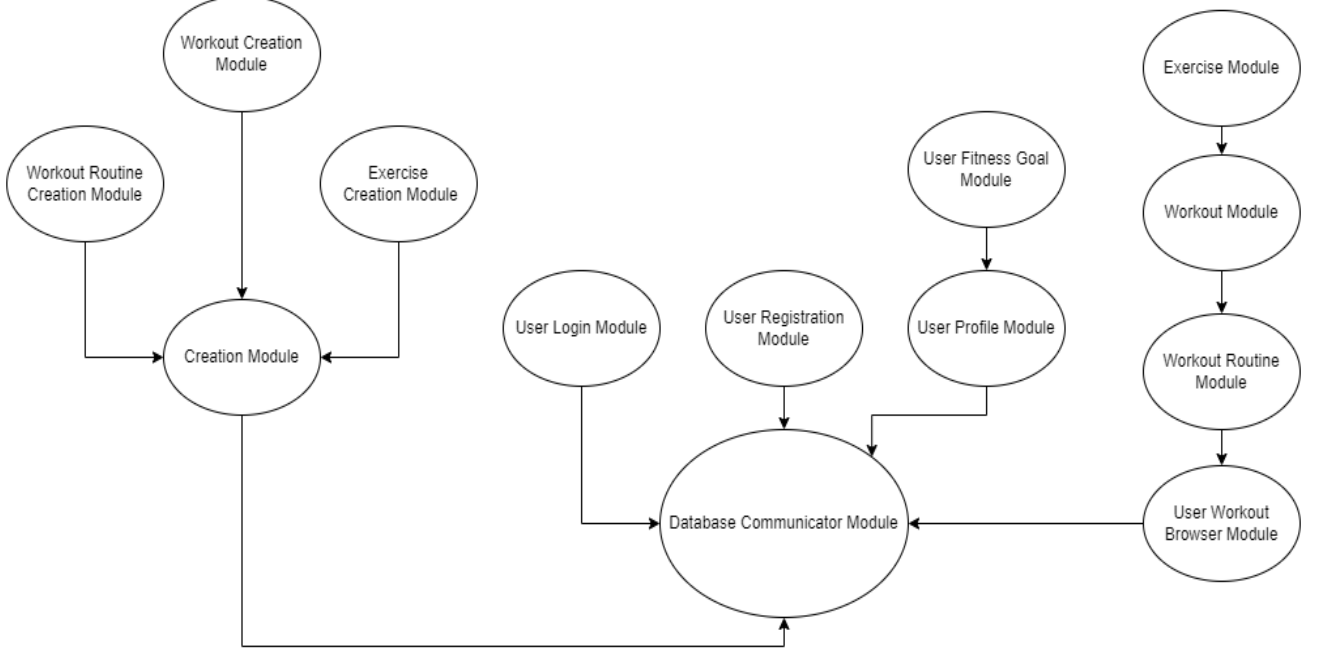 Workout Creation
Module
Exercise Module
Workout Routine
Creation Module
Exercise
Creation Module
User Fitness Goal
Module
Workout Module
User Login Module
User Registration
Module
User Profile Module
Creation Module
Workout Routine
Module
Database Communicator Module
User Workout
Browser Module